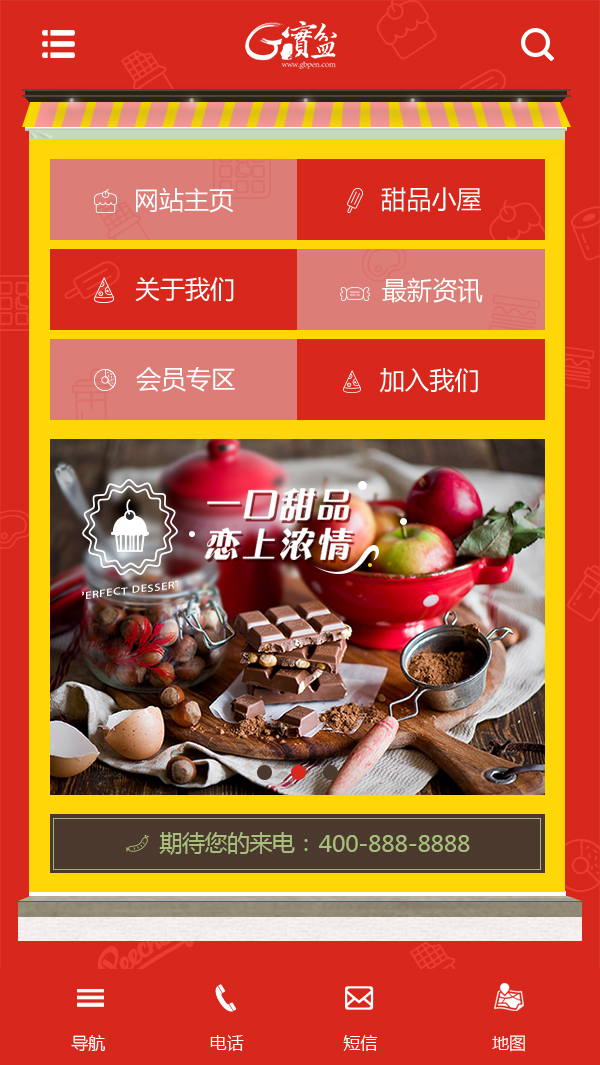 G寶盆
www.gbpen.com
网站主页
甜品小屋
关于我们
最新资讯
会员专区
加入我们
一口甜品
恋上浓情
PERFECT DESSERT
期待您的来电：400-888-8888
导航
电话
短信
地图